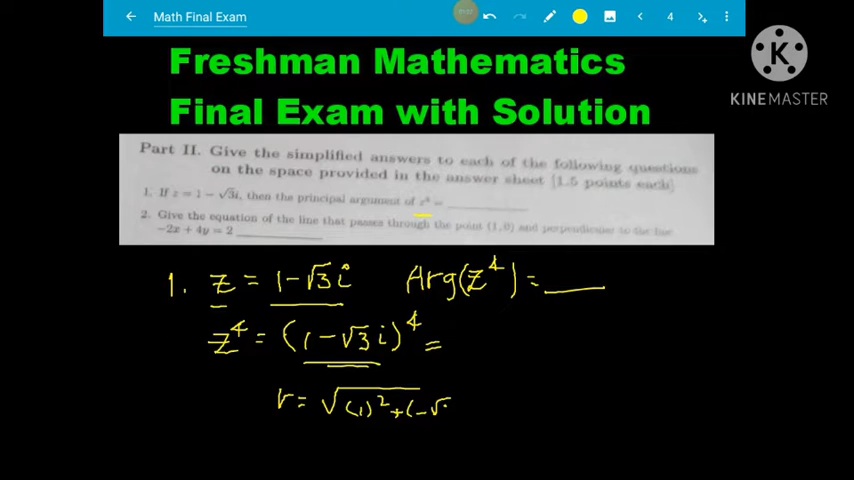 Math Final Exam
4
K
KINEMASTER
Freshman Mathematics
Final Exam with Solution
Part II. Give the simplified answers to each of the following questions
on the space provided in the answer sheet [1.5 points each]
1. If z = 1 − √3i, then the principal argument of z⁴ = ________
2. Give the equation of the line that passes through the point (1,0) and perpendicular to the line
−2x + 4y = 2 ________
1. z = 1-√3 i Arg(z⁴) = ____
z⁴ = (1-√3 i)⁴ =
r = √(1)²+(-√